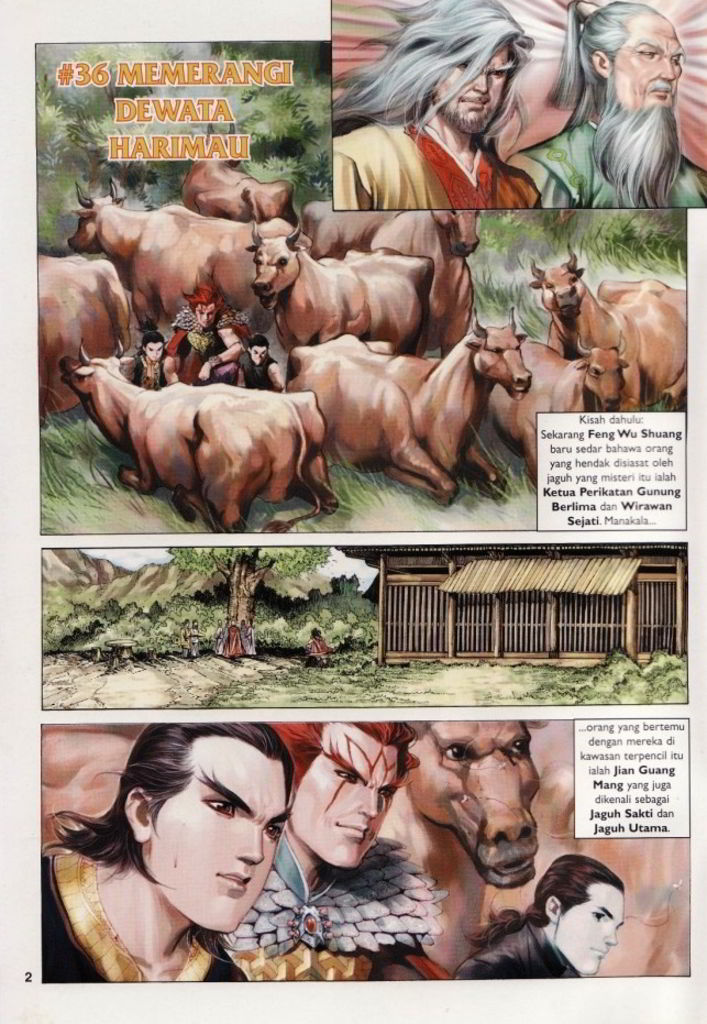 #36 MEMERANGI
DEWATA
HARIMAU
Kisah dahulu:
Sekarang Feng Wu Shuang
baru sedar bahawa orang
yang hendak disiasat oleh
jaguh yang misteri itu ialah
Ketua Perikatan Gunung
Berlima dan Wirawan
Sejati. Manakala...
...orang yang bertemu
dengan mereka di
kawasan terpencil itu
ialah Jian Guang
Mang yang juga
dikenali sebagai
Jaguh Sakti dan
Jaguh Utama.
2